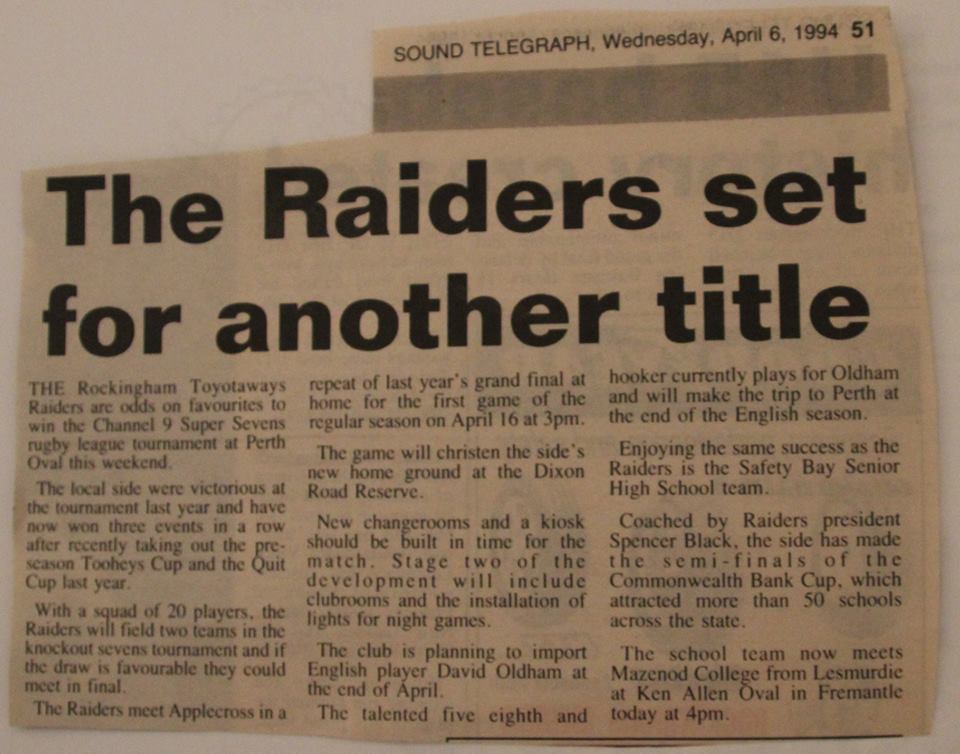 SOUND TELEGRAPH, Wednesday, April 6, 1994 51
The Raiders set
for another title
THE Rockingham Toyotaways
Raiders are odds on favourites to
win the Channel 9 Super Sevens
rugby league tournament at Perth
Oval this weekend.
The local side were victorious at
the tournament last year and have
now won three events in a row
after recently taking out the pre-
season Tooheys Cup and the Quit
Cup last year.
With a squad of 20 players, the
Raiders will field two teams in the
knockout sevens tournament and if
the draw is favourable they could
meet in final.
The Raiders meet Applecross in a
repeat of last year's grand final at
home for the first game of the
regular season on April 16 at 3pm.
The game will christen the side's
new home ground at the Dixon
Road Reserve.
New changerooms and a kiosk
should be built in time for the
match. Stage two of the
development will include
clubrooms and the installation of
lights for night games.
The club is planning to import
English player David Oldham at
the end of April.
The talented five eighth and
hooker currently plays for Oldham
and will make the trip to Perth at
the end of the English season.
Enjoying the same success as the
Raiders is the Safety Bay Senior
High School team.
Coached by Raiders president
Spencer Black, the side has made
the semi-finals of the
Commonwealth Bank Cup, which
attracted more than 50 schools
across the state.
The school team now meets
Mazenod College from Lesmurdie
at Ken Allen Oval in Fremantle
today at 4pm.